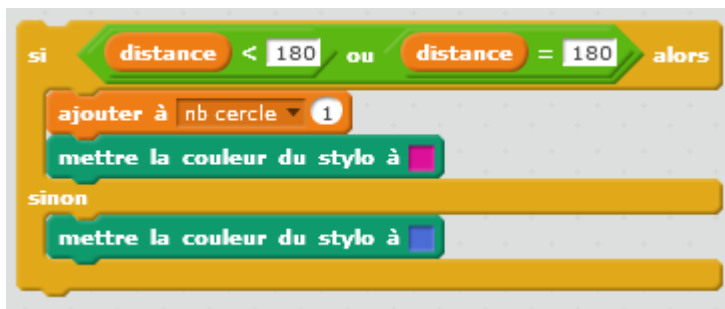 si distance < 180 ou distance = 180 alors
ajouter à nb cercle 1
mettre la couleur du stylo à
sinon
mettre la couleur du stylo à